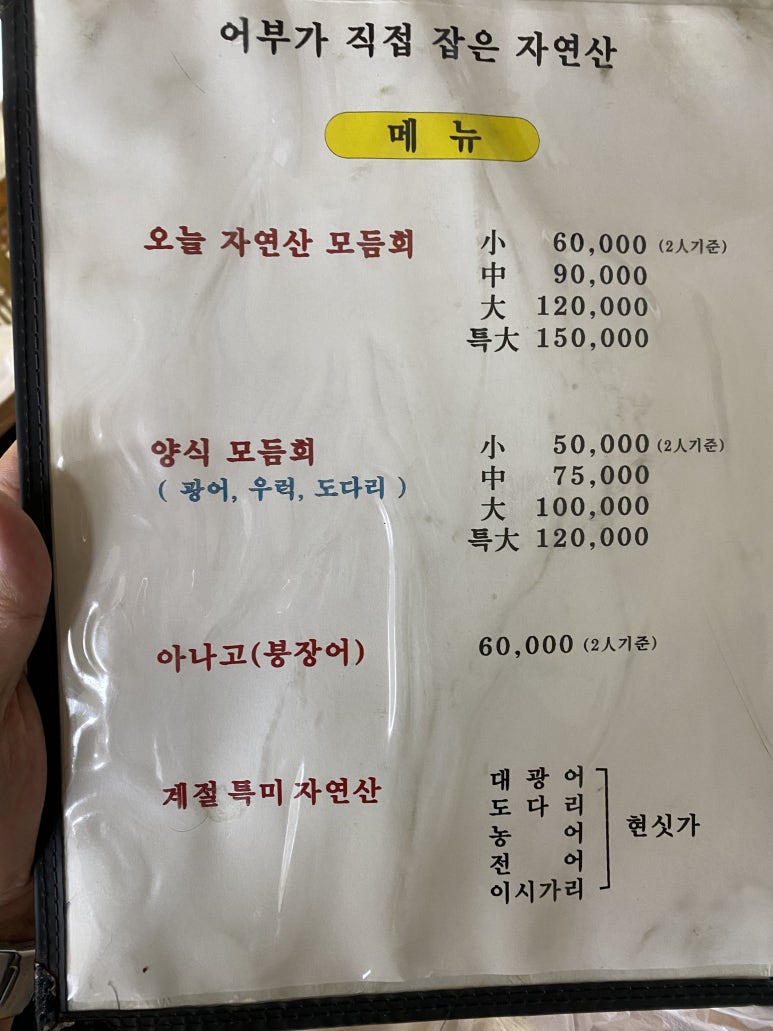 어부가 직접 잡은 자연산
메 뉴
오늘 자연산 모듬회 小 60,000 (2人기준)
中 90,000
大 120,000
특大 150,000
양식 모듬회 小 50,000 (2人기준)
( 광어, 우럭, 도다리 ) 中 75,000
大 100,000
특大 120,000
아나고(붕장어) 60,000 (2人기준)
계절 특미 자연산 대 광 어
도 다 리
농 어 현싯가
전 어
이시가리